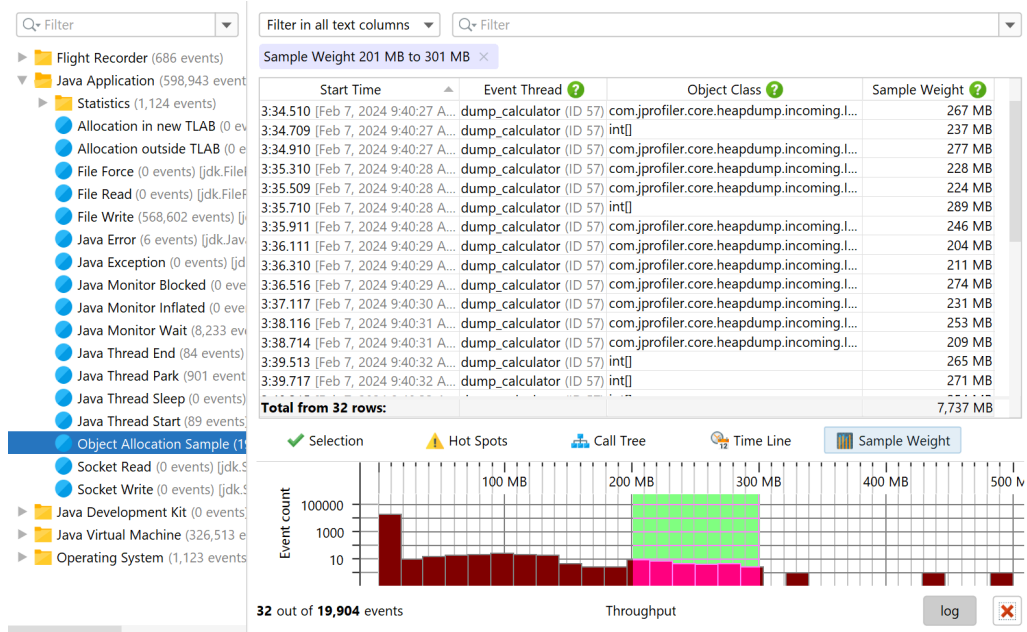 Filter
Flight Recorder (686 events)
Java Application (598,943 event
Statistics (1,124 events)
Allocation in new TLAB (0 ev
Allocation outside TLAB (0 e
File Force (0 events) [jdk.FileF
File Read (0 events) [jdk.FileF
File Write (568,602 events) [j
Java Error (6 events) [jdk.Java
Java Exception (0 events) [jd
Java Monitor Blocked (0 eve
Java Monitor Inflated (0 eve
Java Monitor Wait (8,233 eve
Java Thread End (84 events)
Java Thread Park (901 event
Java Thread Sleep (0 events)
Java Thread Start (89 events)
Object Allocation Sample (19
Socket Read (0 events) [jdk.S
Socket Write (0 events) [jdk.S
Java Development Kit (0 events)
Java Virtual Machine (326,513 e
Operating System (1,123 events
Filter in all text columns Filter
Sample Weight 201 MB to 301 MB
Start Time Event Thread ? Object Class ? Sample Weight ?
3:34.510 [Feb 7, 2024 9:40:27 A... dump_calculator (ID 57) com.jprofiler.core.heapdump.incoming.I... 267 MB
3:34.709 [Feb 7, 2024 9:40:27 A... dump_calculator (ID 57) int[] 237 MB
3:34.910 [Feb 7, 2024 9:40:27 A... dump_calculator (ID 57) com.jprofiler.core.heapdump.incoming.I... 277 MB
3:35.310 [Feb 7, 2024 9:40:28 A... dump_calculator (ID 57) com.jprofiler.core.heapdump.incoming.I... 228 MB
3:35.509 [Feb 7, 2024 9:40:28 A... dump_calculator (ID 57) com.jprofiler.core.heapdump.incoming.I... 224 MB
3:35.710 [Feb 7, 2024 9:40:28 A... dump_calculator (ID 57) int[] 289 MB
3:35.911 [Feb 7, 2024 9:40:28 A... dump_calculator (ID 57) com.jprofiler.core.heapdump.incoming.I... 246 MB
3:36.111 [Feb 7, 2024 9:40:29 A... dump_calculator (ID 57) com.jprofiler.core.heapdump.incoming.I... 204 MB
3:36.310 [Feb 7, 2024 9:40:29 A... dump_calculator (ID 57) com.jprofiler.core.heapdump.incoming.I... 211 MB
3:36.516 [Feb 7, 2024 9:40:29 A... dump_calculator (ID 57) com.jprofiler.core.heapdump.incoming.I... 274 MB
3:37.117 [Feb 7, 2024 9:40:30 A... dump_calculator (ID 57) com.jprofiler.core.heapdump.incoming.I... 231 MB
3:38.116 [Feb 7, 2024 9:40:31 A... dump_calculator (ID 57) com.jprofiler.core.heapdump.incoming.I... 253 MB
3:38.714 [Feb 7, 2024 9:40:31 A... dump_calculator (ID 57) com.jprofiler.core.heapdump.incoming.I... 209 MB
3:39.513 [Feb 7, 2024 9:40:32 A... dump_calculator (ID 57) int[] 265 MB
3:39.717 [Feb 7, 2024 9:40:32 A... dump_calculator (ID 57) int[] 271 MB
Total from 32 rows: 7,737 MB
Selection Hot Spots Call Tree Time Line Sample Weight
100 MB 200 MB 300 MB 400 MB 500 M
Event count
100000
1000
10
32 out of 19,904 events Throughput log